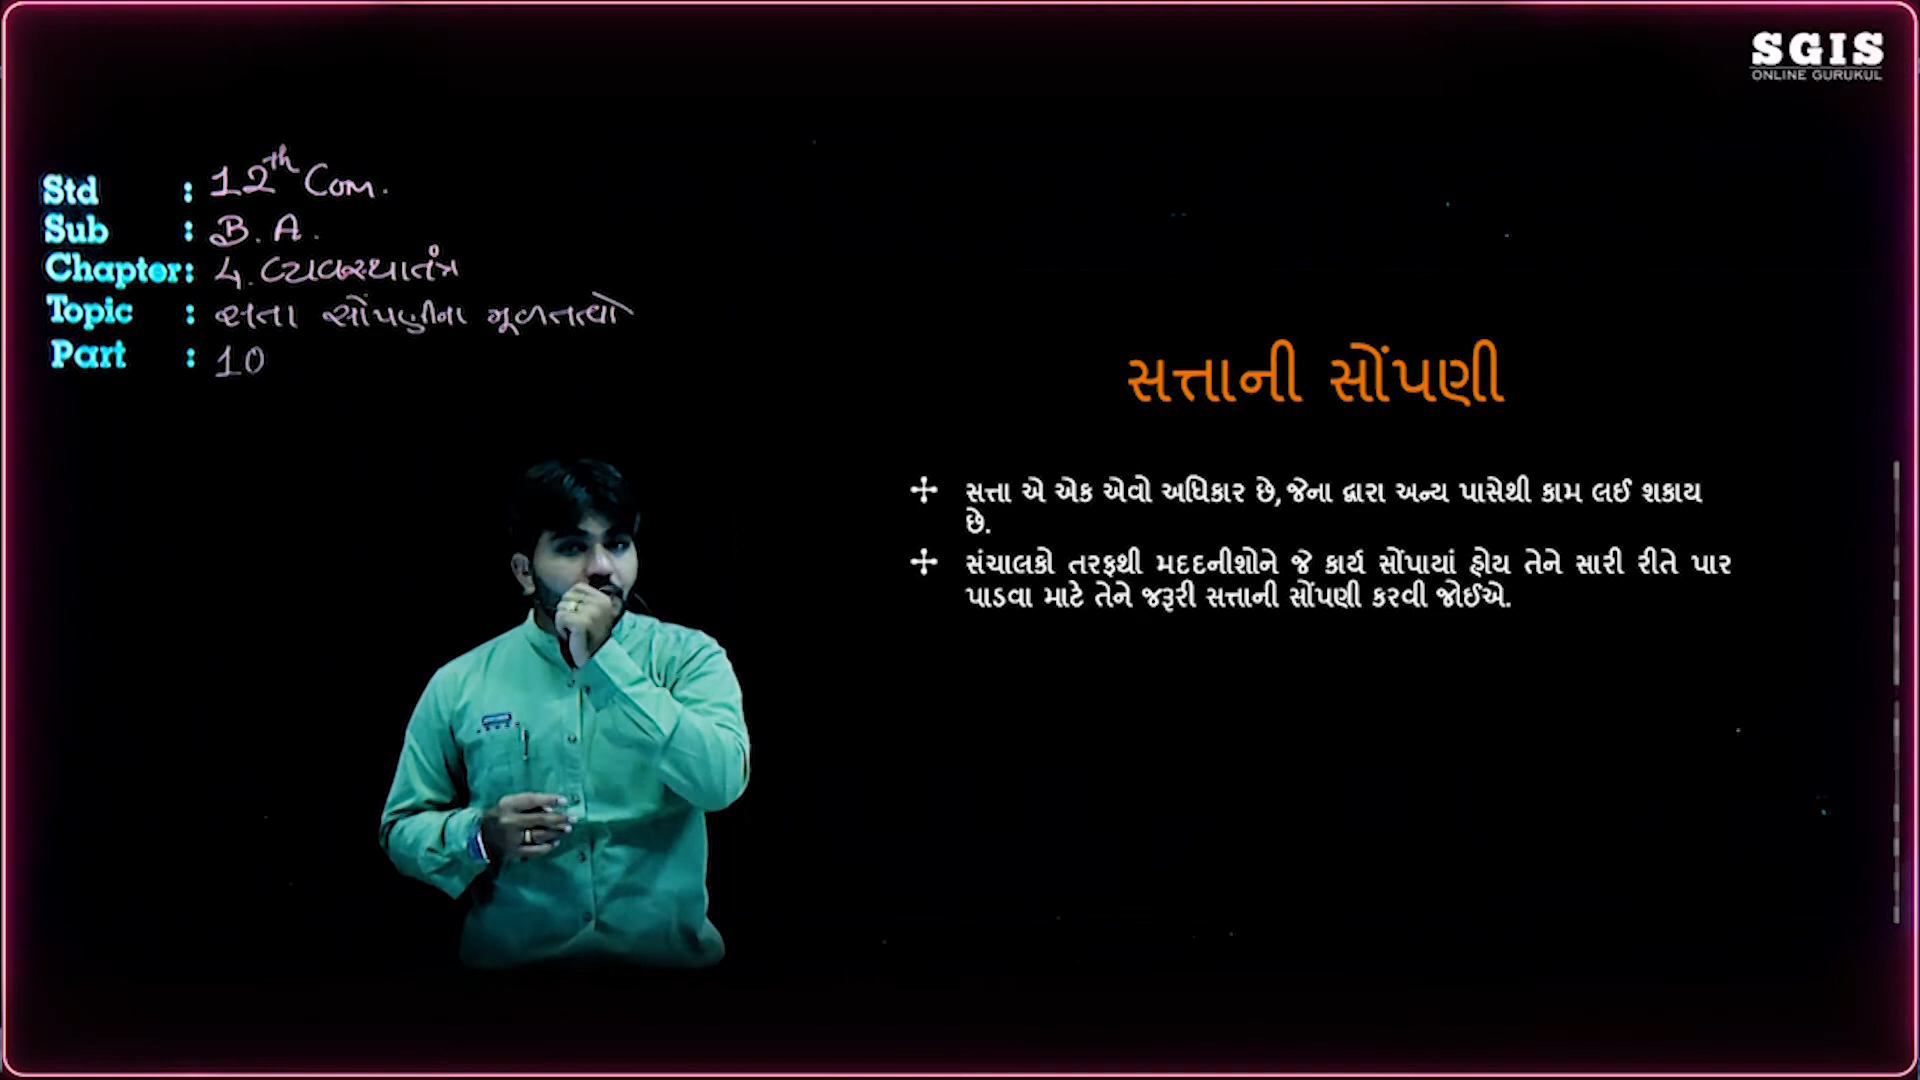 SGIS
ONLINE GURUKUL
Std : 12th Com.
Sub : B. A.
Chapter: 4. વ્યવસ્થાતંત્ર
Topic : સતા સોંપણીના મૂળતત્વો
Part : 10
સત્તાની સોંપણી
સત્તા એ એક એવો અધિકાર છે, જેના દ્વારા અન્ય પાસેથી કામ લઈ શકાય
છે.
સંચાલકો તરફથી મદદનીશોને જે કાર્ય સોંપાયાં હોય તેને સારી રીતે પાર
પાડવા માટે તેને જરૂરી સત્તાની સોંપણી કરવી જોઈએ.